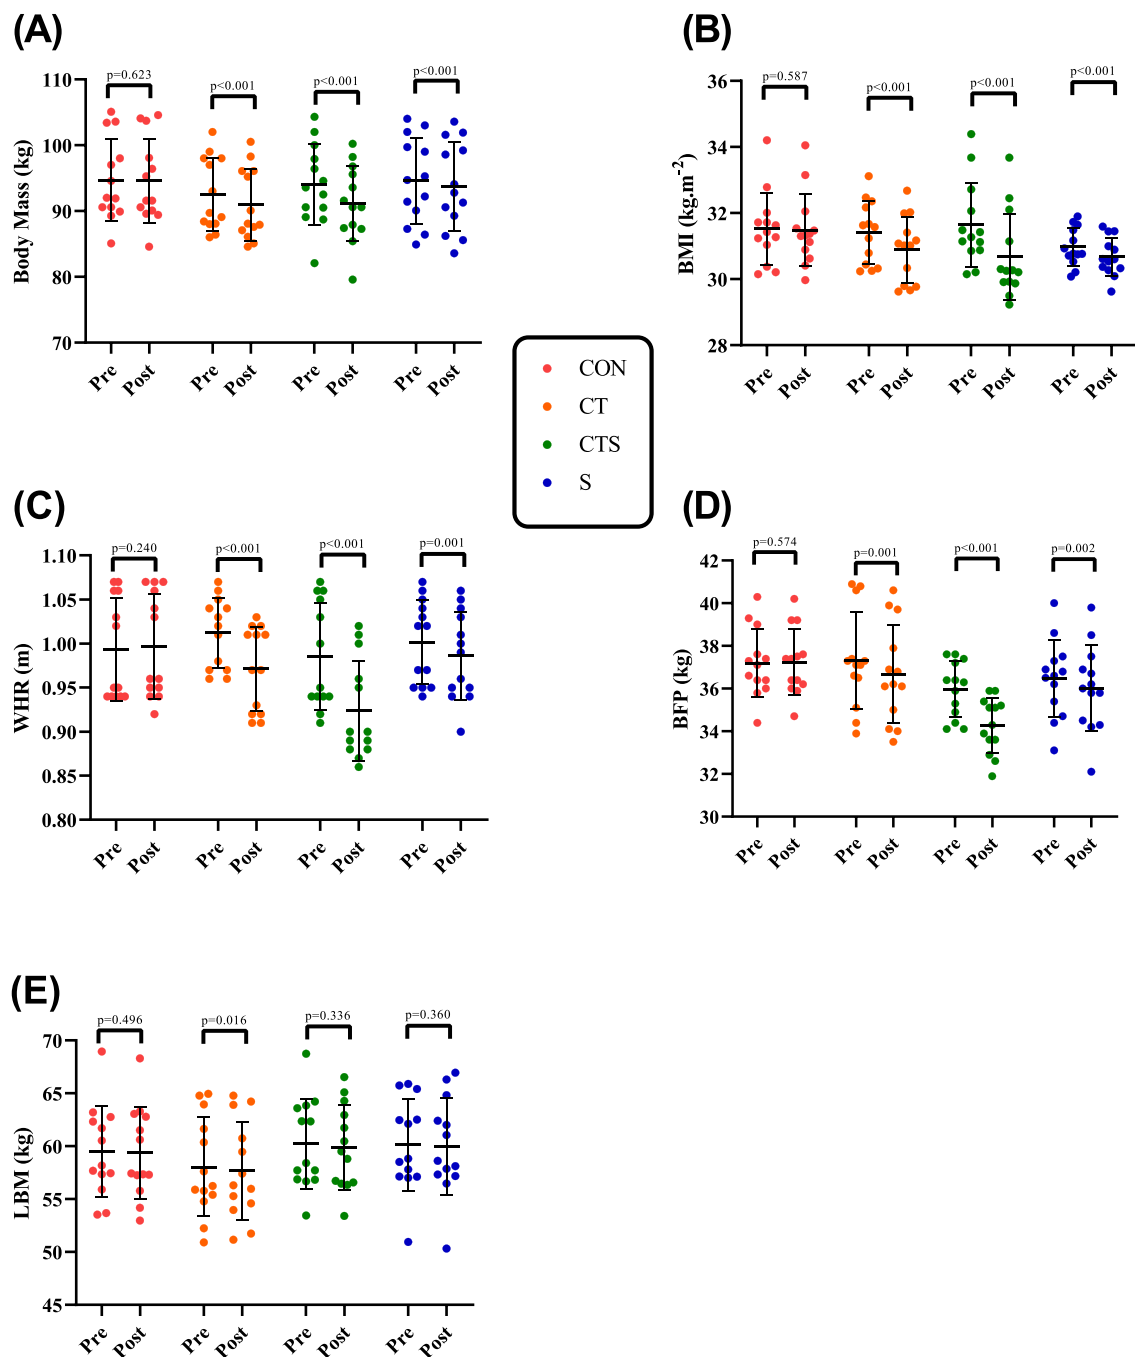 (A)
p=0.623
p<0.001
p<0.001
p<0.001
Body Mass (kg)
110
100
90
80
70
Pre
Post
Pre
Post
Pre
Post
Pre
Post
(B)
p=0.587
p<0.001
p<0.001
p<0.001
BMI (kg.m-2)
36
34
32
30
28
Pre
Post
Pre
Post
Pre
Post
Pre
Post
CON
CT
CTS
S
(C)
p=0.240
p<0.001
p<0.001
p=0.001
WHR (m)
1.10
1.05
1.00
0.95
0.90
0.85
0.80
Pre
Post
Pre
Post
Pre
Post
Pre
Post
(D)
p=0.574
p=0.001
p<0.001
p=0.002
BFP (kg)
42
40
38
36
34
32
30
Pre
Post
Pre
Post
Pre
Post
Pre
Post
(E)
p=0.496
p=0.016
p=0.336
p=0.360
LBM (kg)
70
65
60
55
50
45
Pre
Post
Pre
Post
Pre
Post
Pre
Post